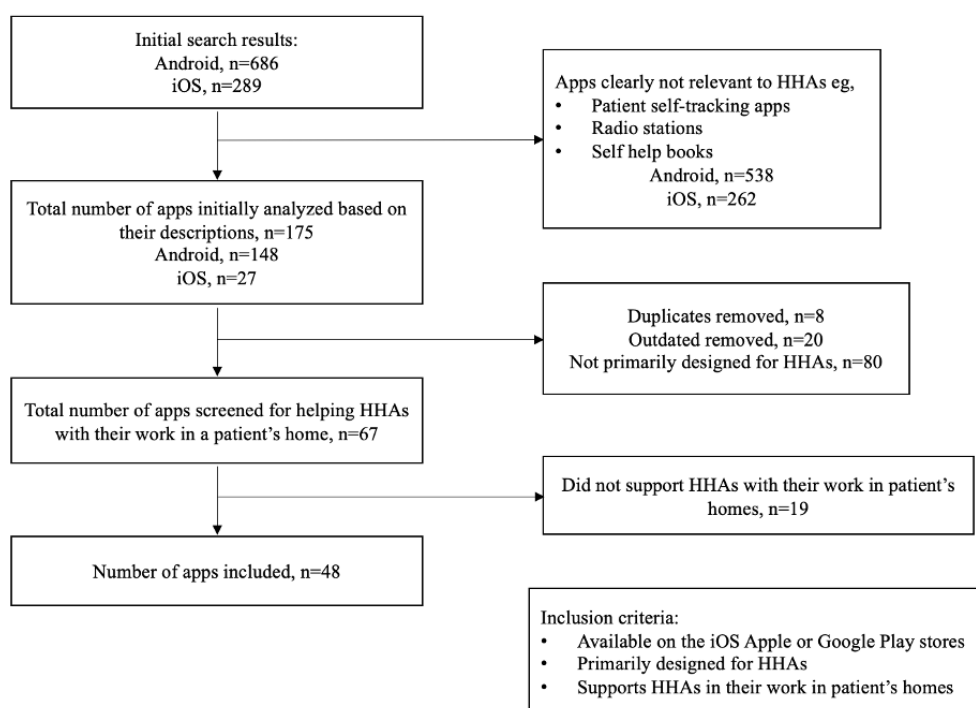 Initial search results:
Android, n=686
iOS, n=289
Apps clearly not relevant to HHAs eg,
• Patient self-tracking apps
• Radio stations
• Self help books
Android, n=538
iOS, n=262
Total number of apps initially analyzed based on
their descriptions, n=175
Android, n=148
iOS, n=27
Duplicates removed, n=8
Outdated removed, n=20
Not primarily designed for HHAs, n=80
Total number of apps screened for helping HHAs
with their work in a patient’s home, n=67
Did not support HHAs with their work in patient’s
homes, n=19
Number of apps included, n=48
Inclusion criteria:
• Available on the iOS Apple or Google Play stores
• Primarily designed for HHAs
• Supports HHAs in their work in patient’s homes